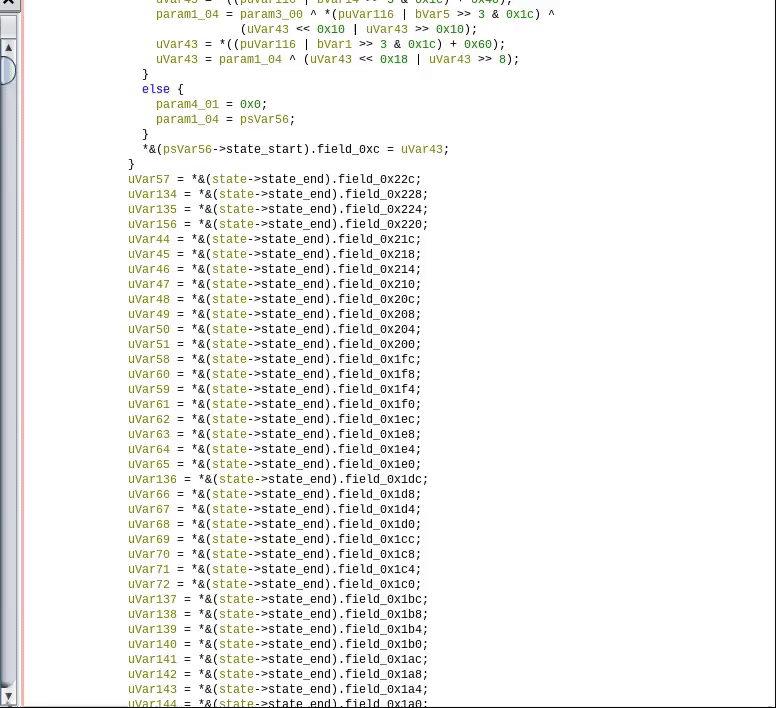 param1_04 = param3_00 ^ *(puVar116 | bVar5 >> 3 & 0x1c) ^
(uVar43 << 0x10 | uVar43 >> 0x10);
uVar43 = *((puVar116 | bVar1 >> 3 & 0x1c) + 0x60);
uVar43 = param1_04 ^ (uVar43 << 0x18 | uVar43 >> 8);
}
else {
param4_01 = 0x0;
param1_04 = psVar56;
}
*&(psVar56->state_start).field_0xc = uVar43;
}
uVar57 = *&(state->state_end).field_0x22c;
uVar134 = *&(state->state_end).field_0x228;
uVar135 = *&(state->state_end).field_0x224;
uVar156 = *&(state->state_end).field_0x220;
uVar44 = *&(state->state_end).field_0x21c;
uVar45 = *&(state->state_end).field_0x218;
uVar46 = *&(state->state_end).field_0x214;
uVar47 = *&(state->state_end).field_0x210;
uVar48 = *&(state->state_end).field_0x20c;
uVar49 = *&(state->state_end).field_0x208;
uVar50 = *&(state->state_end).field_0x204;
uVar51 = *&(state->state_end).field_0x200;
uVar58 = *&(state->state_end).field_0x1fc;
uVar60 = *&(state->state_end).field_0x1f8;
uVar59 = *&(state->state_end).field_0x1f4;
uVar61 = *&(state->state_end).field_0x1f0;
uVar62 = *&(state->state_end).field_0x1ec;
uVar63 = *&(state->state_end).field_0x1e8;
uVar64 = *&(state->state_end).field_0x1e4;
uVar65 = *&(state->state_end).field_0x1e0;
uVar136 = *&(state->state_end).field_0x1dc;
uVar66 = *&(state->state_end).field_0x1d8;
uVar67 = *&(state->state_end).field_0x1d4;
uVar68 = *&(state->state_end).field_0x1d0;
uVar69 = *&(state->state_end).field_0x1cc;
uVar70 = *&(state->state_end).field_0x1c8;
uVar71 = *&(state->state_end).field_0x1c4;
uVar72 = *&(state->state_end).field_0x1c0;
uVar137 = *&(state->state_end).field_0x1bc;
uVar138 = *&(state->state_end).field_0x1b8;
uVar139 = *&(state->state_end).field_0x1b4;
uVar140 = *&(state->state_end).field_0x1b0;
uVar141 = *&(state->state_end).field_0x1ac;
uVar142 = *&(state->state_end).field_0x1a8;
uVar143 = *&(state->state_end).field_0x1a4;
uVar144 = *&(state->state_end).field_0x1a0;